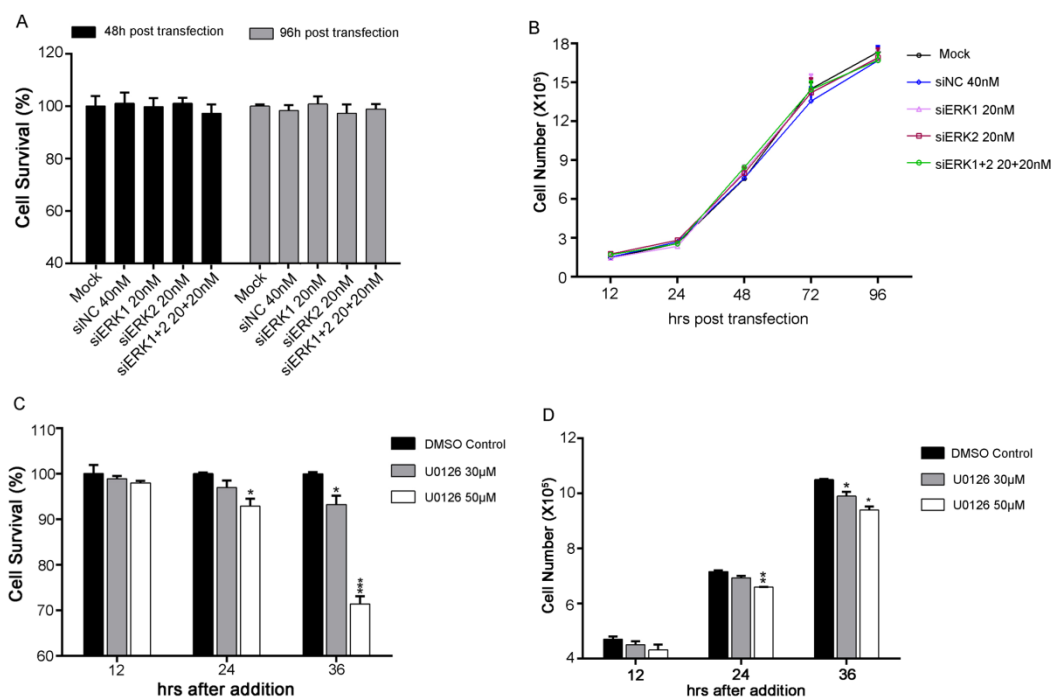 A
48h post transfection
96h post transfection
Cell Survival (%)
120
100
80
60
40
Mock
siNC 40nM
siERK1 20nM
siERK2 20nM
siERK1+2 20+20nM
Mock
siNC 40nM
siERK1 20nM
siERK2 20nM
siERK1+2 20+20nM
B
Cell Number (X10⁵)
18
15
12
9
6
3
0
12 24 48 72 96
hrs post transfection
Mock
siNC 40nM
siERK1 20nM
siERK2 20nM
siERK1+2 20+20nM
C
Cell Survival (%)
110
100
90
80
70
60
*
*
***
12 24 36
hrs after addition
DMSO Control
U0126 30µM
U0126 50µM
D
Cell Number (X10⁵)
12
10
8
6
4
**
*
*
12 24 36
hrs after addition
DMSO Control
U0126 30µM
U0126 50µM